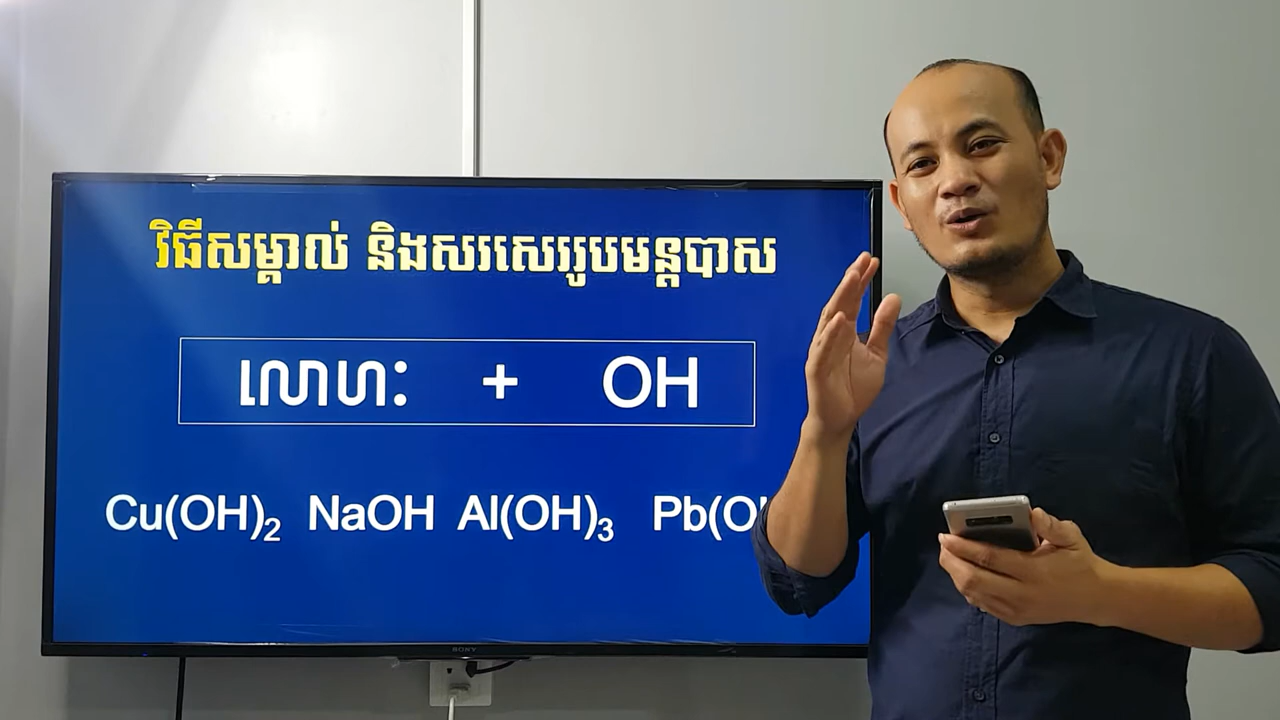 វិធីសម្គាល់ និងសរសេររូបមន្តបាស
លោហៈ + OH
Cu(OH)₂ NaOH Al(OH)₃ Pb(O
SONY